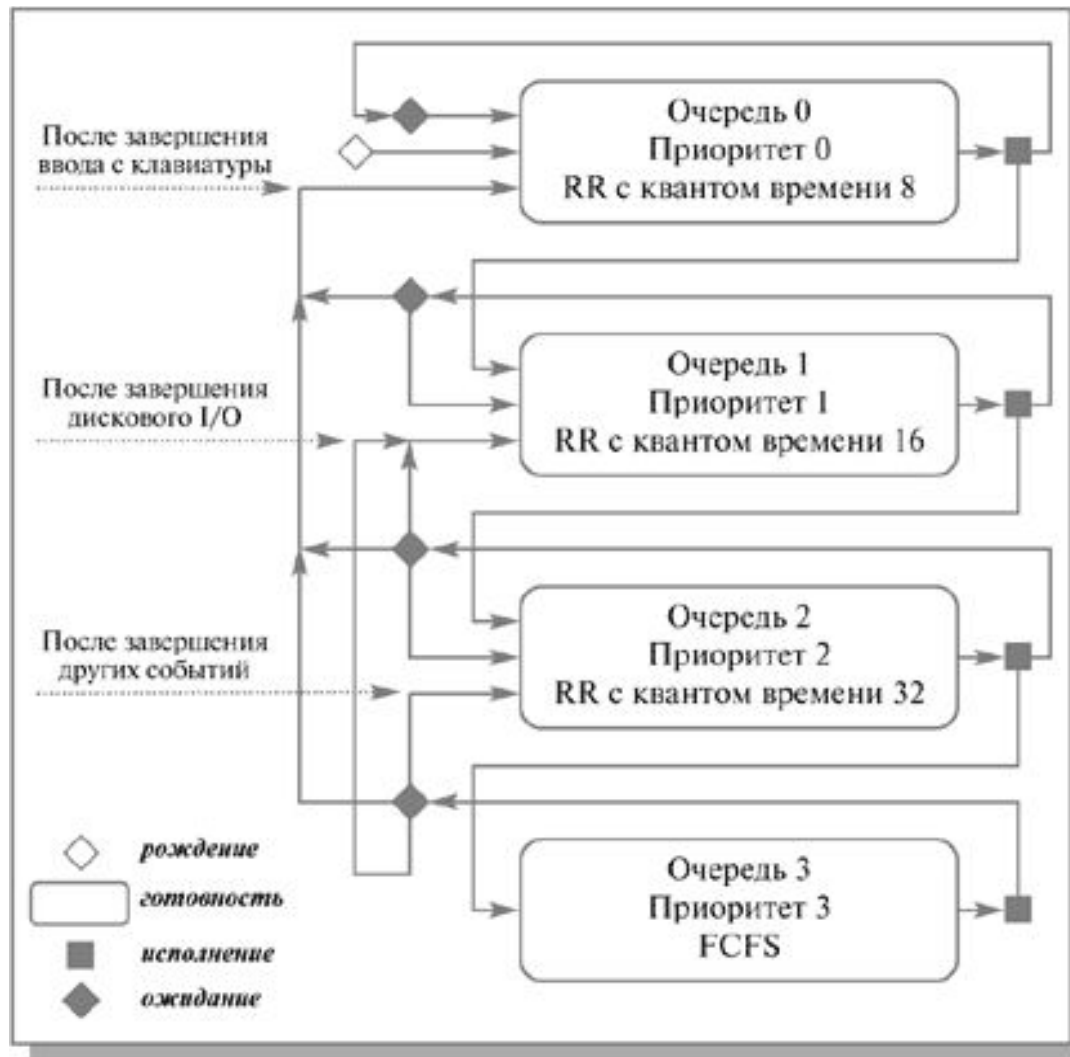 Очередь 0
Приоритет 0
RR с квантом времени 8
После завершения
ввода с клавиатуры
Очередь 1
Приоритет 1
RR с квантом времени 16
После завершения
дискового I/O
Очередь 2
Приоритет 2
RR с квантом времени 32
После завершения
других событий
Очередь 3
Приоритет 3
FCFS
рождение
готовность
исполнение
ожидание